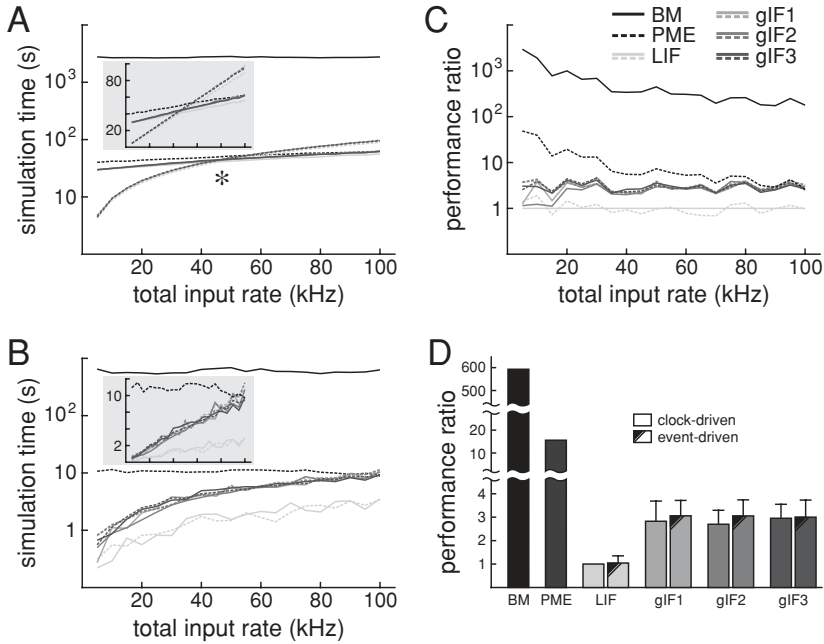 A
simulation time (s)
10³
10²
10
80
20
*
20 40 60 80 100
total input rate (kHz)
C
BM
PME
LIF
gIF1
gIF2
gIF3
performance ratio
10³
10²
10
1
20 40 60 80 100
total input rate (kHz)
B
simulation time (s)
10²
10
1
10
2
20 40 60 80 100
total input rate (kHz)
D
performance ratio
600
500
20
10
4
3
2
1
clock-driven
event-driven
BM PME LIF gIF1 gIF2 gIF3